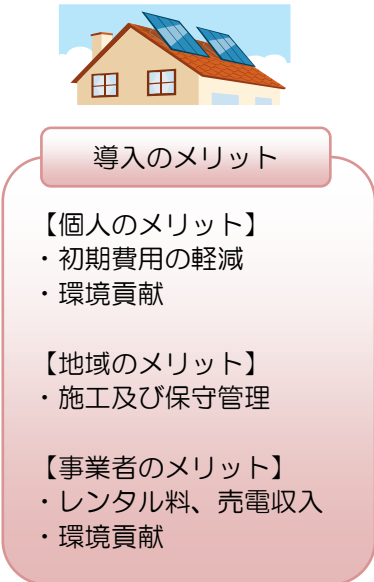 導入のメリット
【個人のメリット】
・初期費用の軽減
・環境貢献
【地域のメリット】
・施工及び保守管理
【事業者のメリット】
・レンタル料、売電収入
・環境貢献